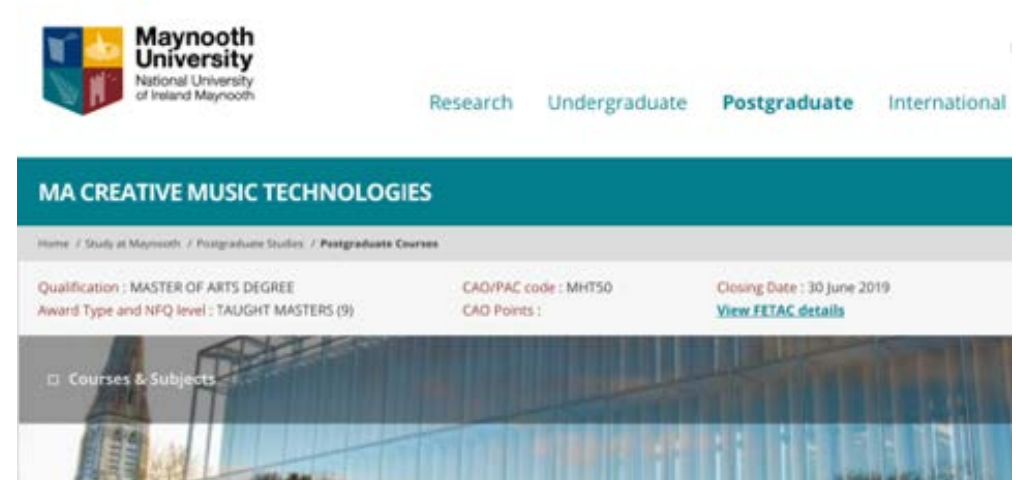 Maynooth
University
National University
of Ireland Maynooth
Research Undergraduate Postgraduate International
MA CREATIVE MUSIC TECHNOLOGIES
Home / Study at Maynooth / Postgraduate Studies / Postgraduate Courses
Qualification : MASTER OF ARTS DEGREE CAO/PAC code : MHT50 Closing Date : 30 June 2019
Award Type and NFQ level : TAUGHT MASTERS (9) CAO Points : View FETAC details
Courses & Subjects